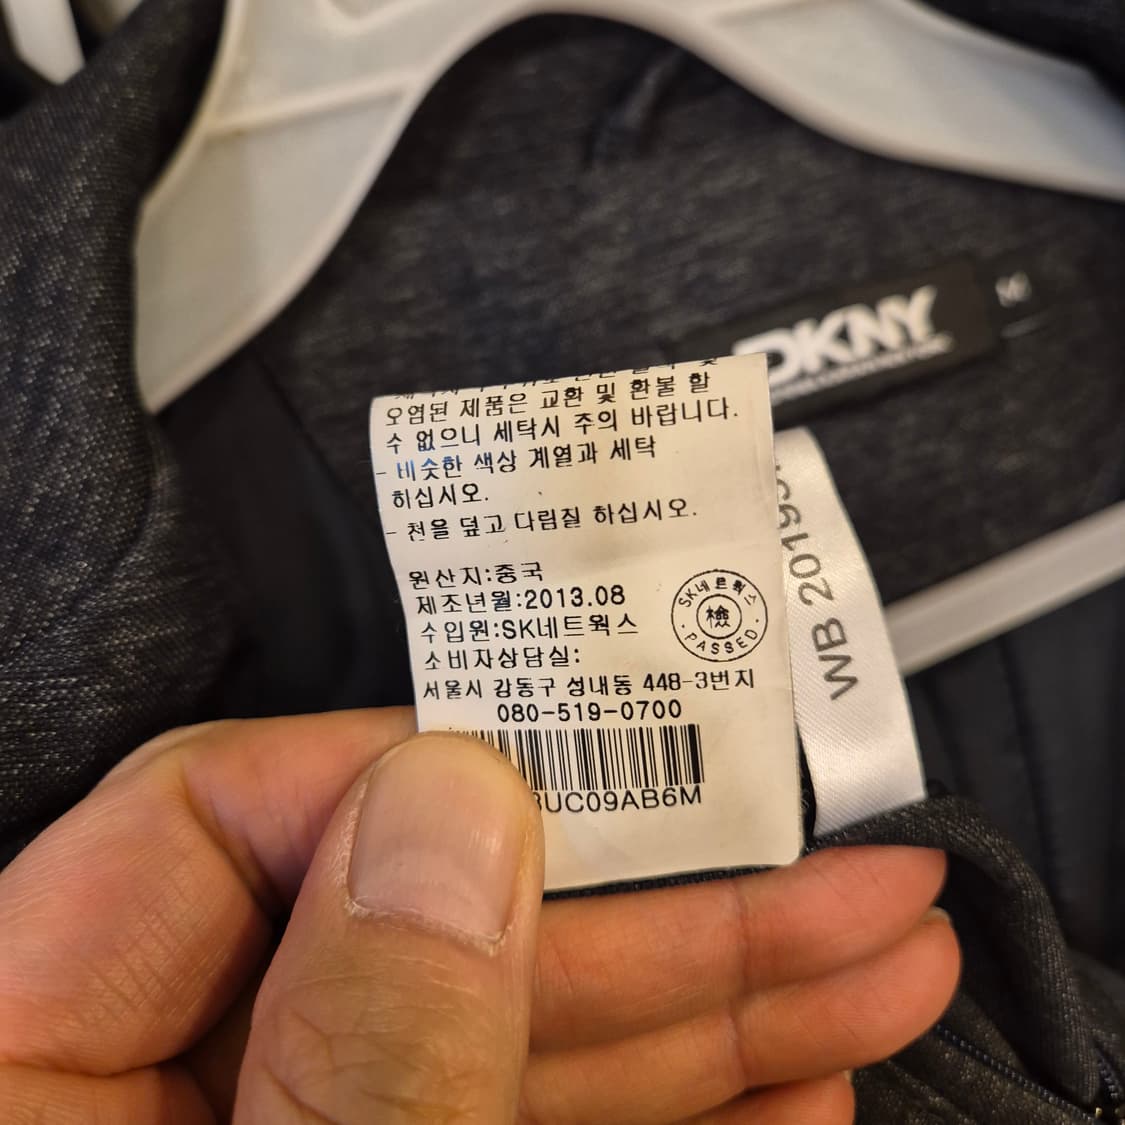 오염된 제품은 교환 및 환불 할
수 없으니 세탁시 주의 바랍니다.
- 비슷한 색상 계열과 세탁
하십시오.
- 천을 덮고 다림질 하십시오.
원산지:중국
제조년월:2013.08
수입원:SK네트웍스
소비자상담실:
서울시 강동구 성내동 448-3번지
080-519-0700
UC09AB6M
SK네트웍스
檢
PASSED
DKNY
M
WB 20195